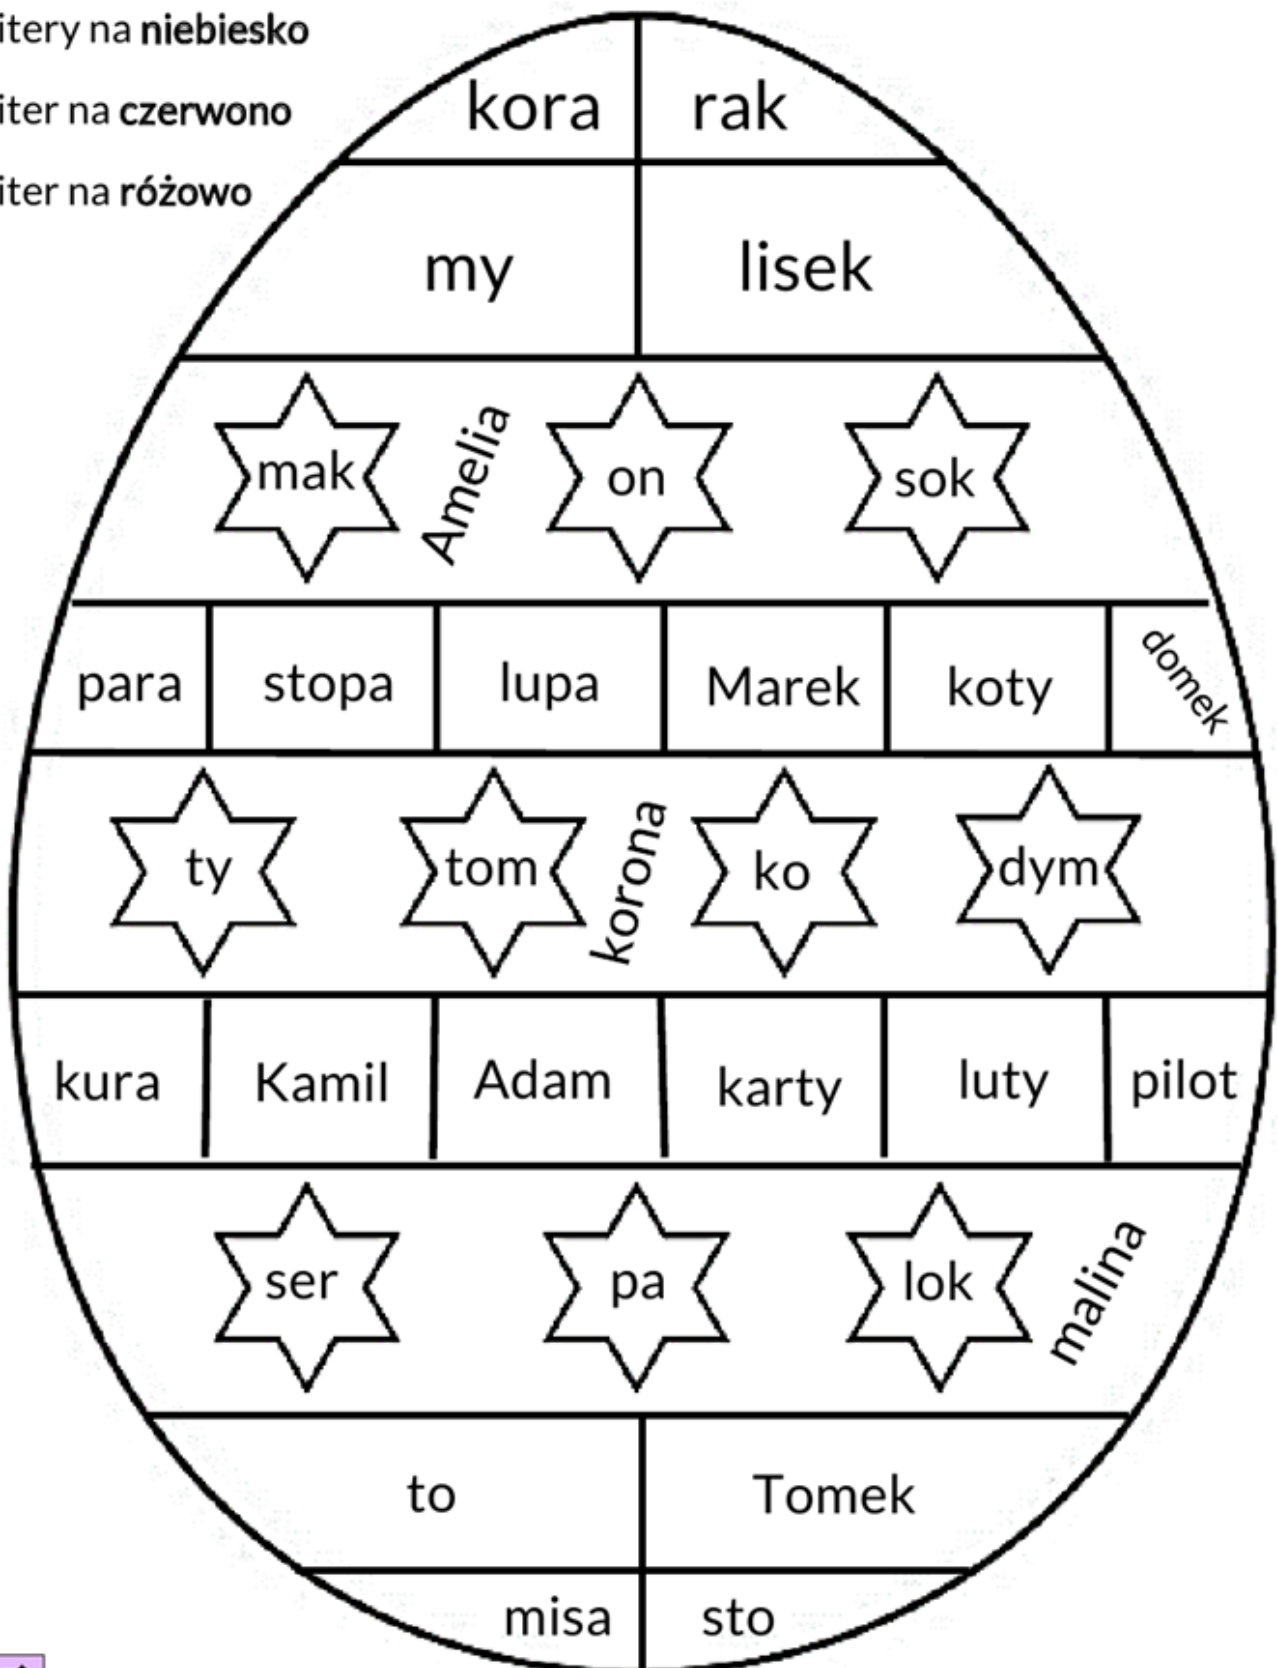 itery na niebiesko
iter na czerwono
iter na różowo
kora rak
my lisek
mak Amelia on sok
para stopa lupa Marek koty domek
ty tom korona ko dym
kura Kamil Adam karty luty pilot
ser pa lok malina
to Tomek
misa sto